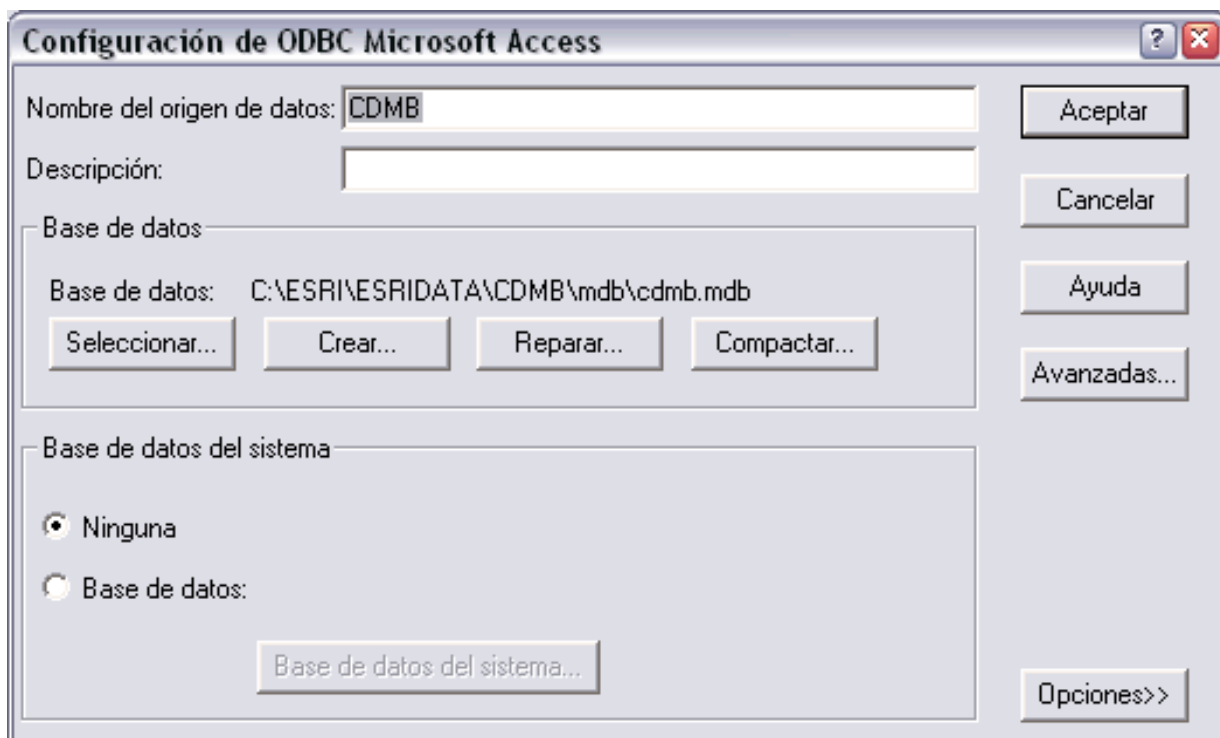 Configuración de ODBC Microsoft Access
Nombre del origen de datos: CDMB
Aceptar
Descripción:
Cancelar
Base de datos
Base de datos: C:\ESRI\ESRIDATA\CDMB\mdb\cdmb.mdb
Ayuda
Seleccionar... Crear... Reparar... Compactar...
Avanzadas...
Base de datos del sistema
Ninguna
Base de datos:
Base de datos del sistema...
Opciones>>